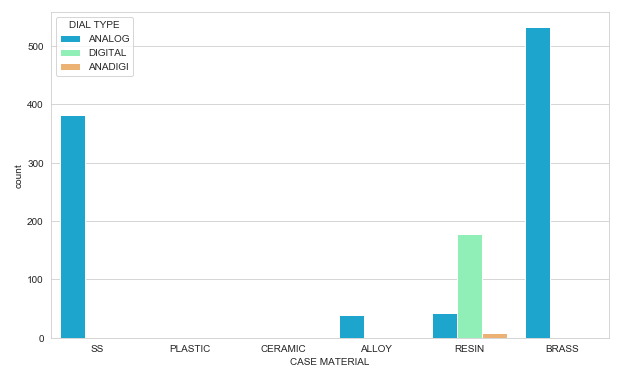 DIAL TYPE
ANALOG
DIGITAL
ANADIGI
500
400
300
200
100
0
count
SS PLASTIC CERAMIC ALLOY RESIN BRASS
CASE MATERIAL